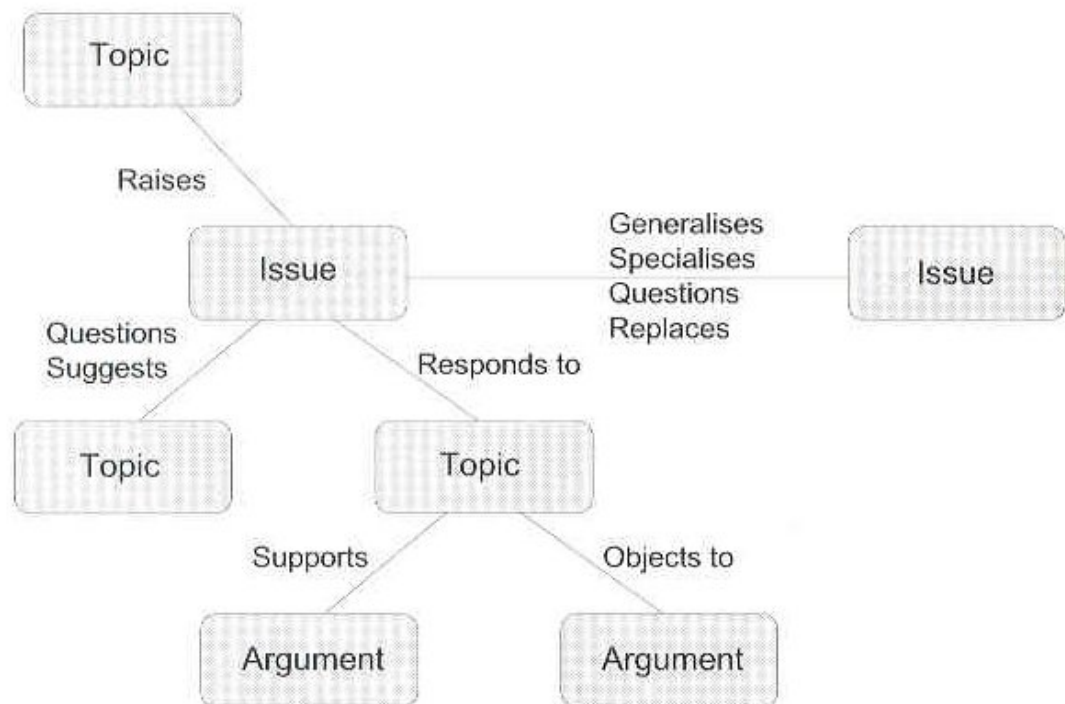 Topic
Raises
Issue
Generalises
Specialises
Questions
Replaces
Issue
Questions
Suggests
Responds to
Topic
Topic
Supports
Objects to
Argument
Argument